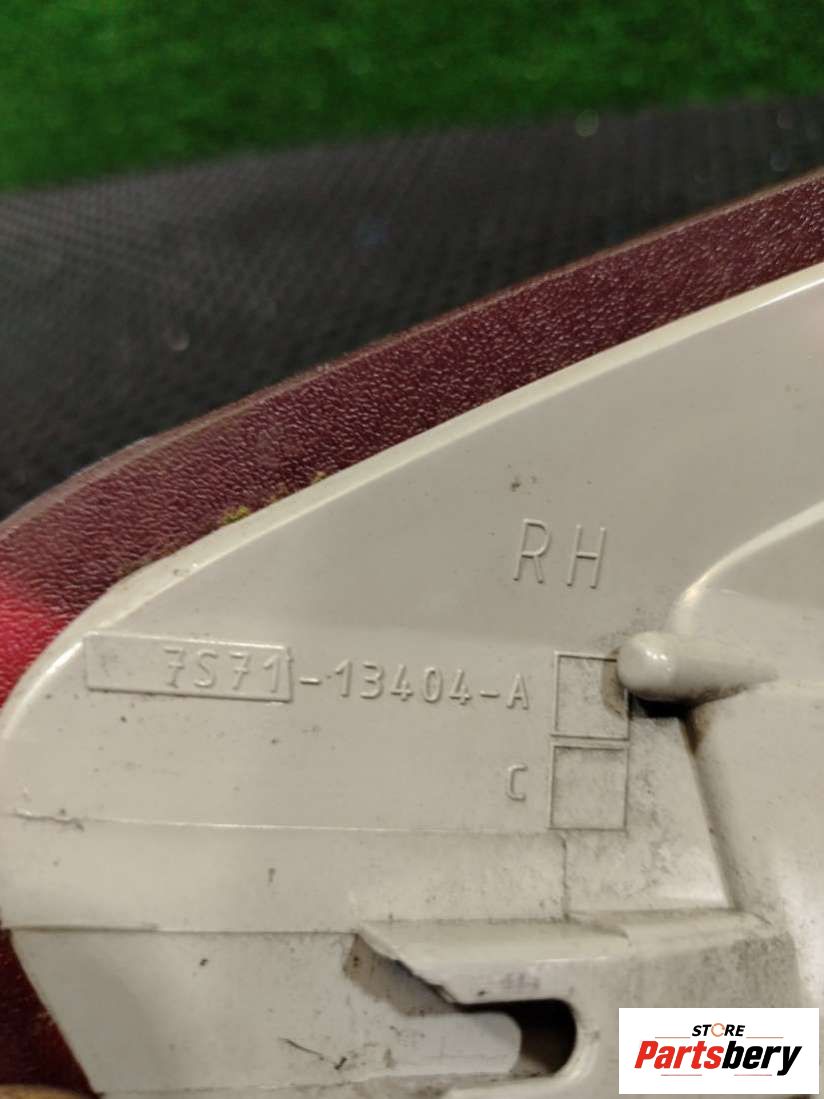 RH
7S71-13404-A
C
STORE
Partsbery